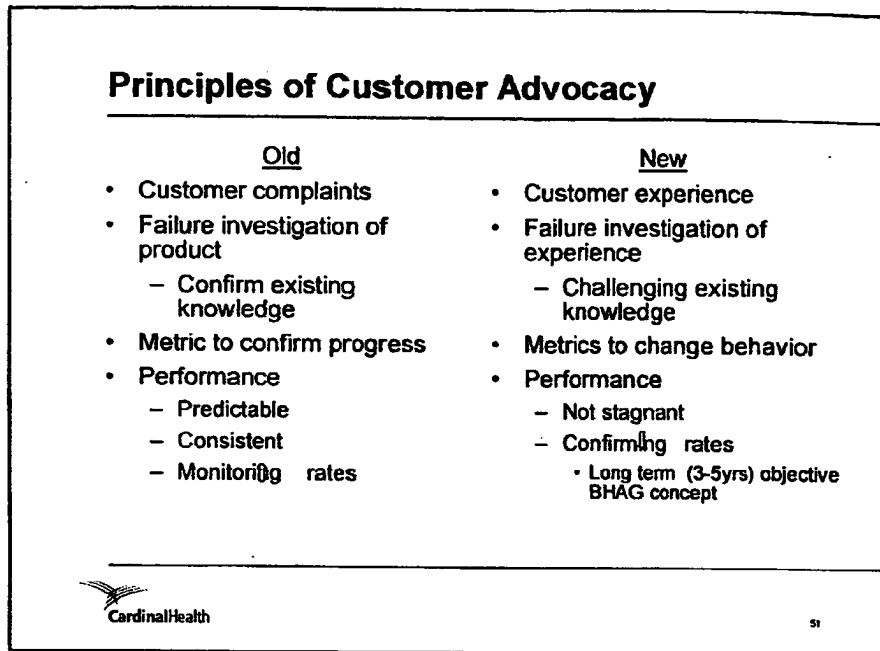 Principles of Customer Advocacy
Old
• Customer complaints
• Failure investigation of
product
– Confirm existing
knowledge
• Metric to confirm progress
• Performance
– Predictable
– Consistent
– Monitoring rates
New
• Customer experience
• Failure investigation of
experience
– Challenging existing
knowledge
• Metrics to change behavior
• Performance
– Not stagnant
– Confirming rates
• Long term (3-5yrs) objective
BHAG concept
CardinalHealth
51